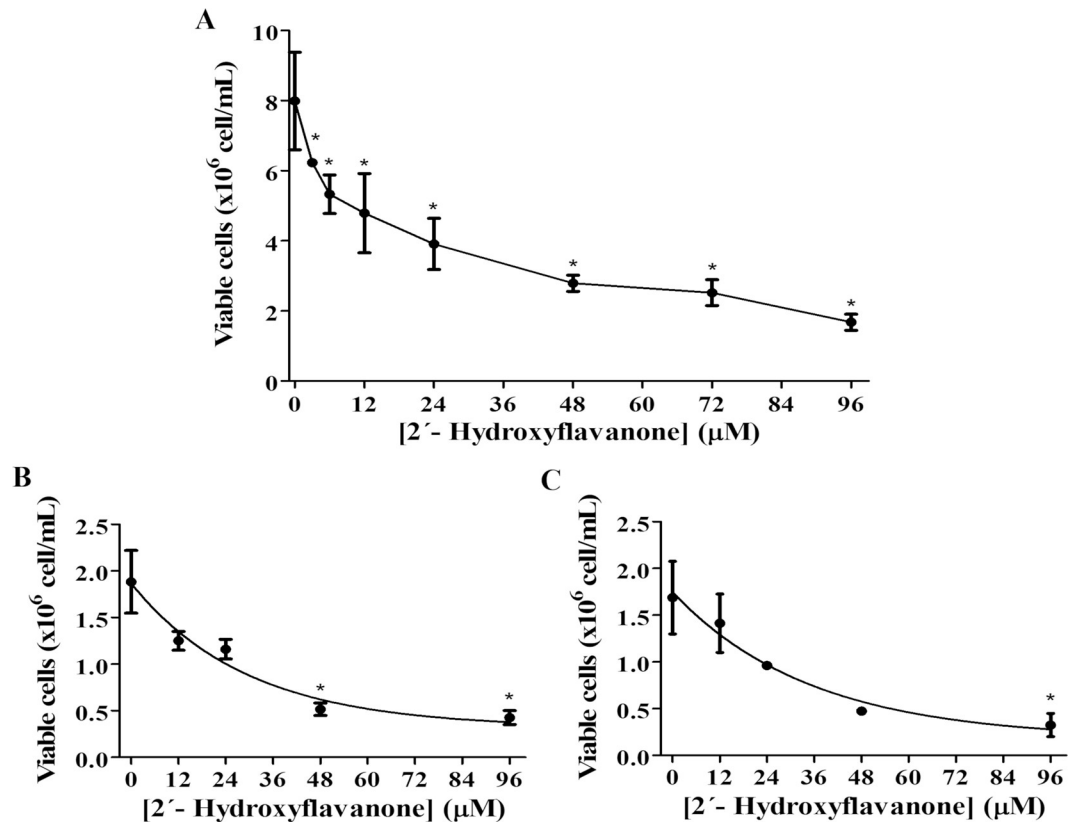 A
Viable cells (x10⁶ cell/mL)
10
8
6
4
2
0
* * * * * * *
0 12 24 36 48 60 72 84 96
[2´- Hydroxyflavanone] (μM)
B
Viable cells (x10⁶ cell/mL)
2.5
2.0
1.5
1.0
0.5
0.0
* *
0 12 24 36 48 60 72 84 96
[2´- Hydroxyflavanone] (μM)
C
Viable cells (x10⁶ cell/mL)
2.5
2.0
1.5
1.0
0.5
0.0
*
0 12 24 36 48 60 72 84 96
[2´- Hydroxyflavanone] (μM)